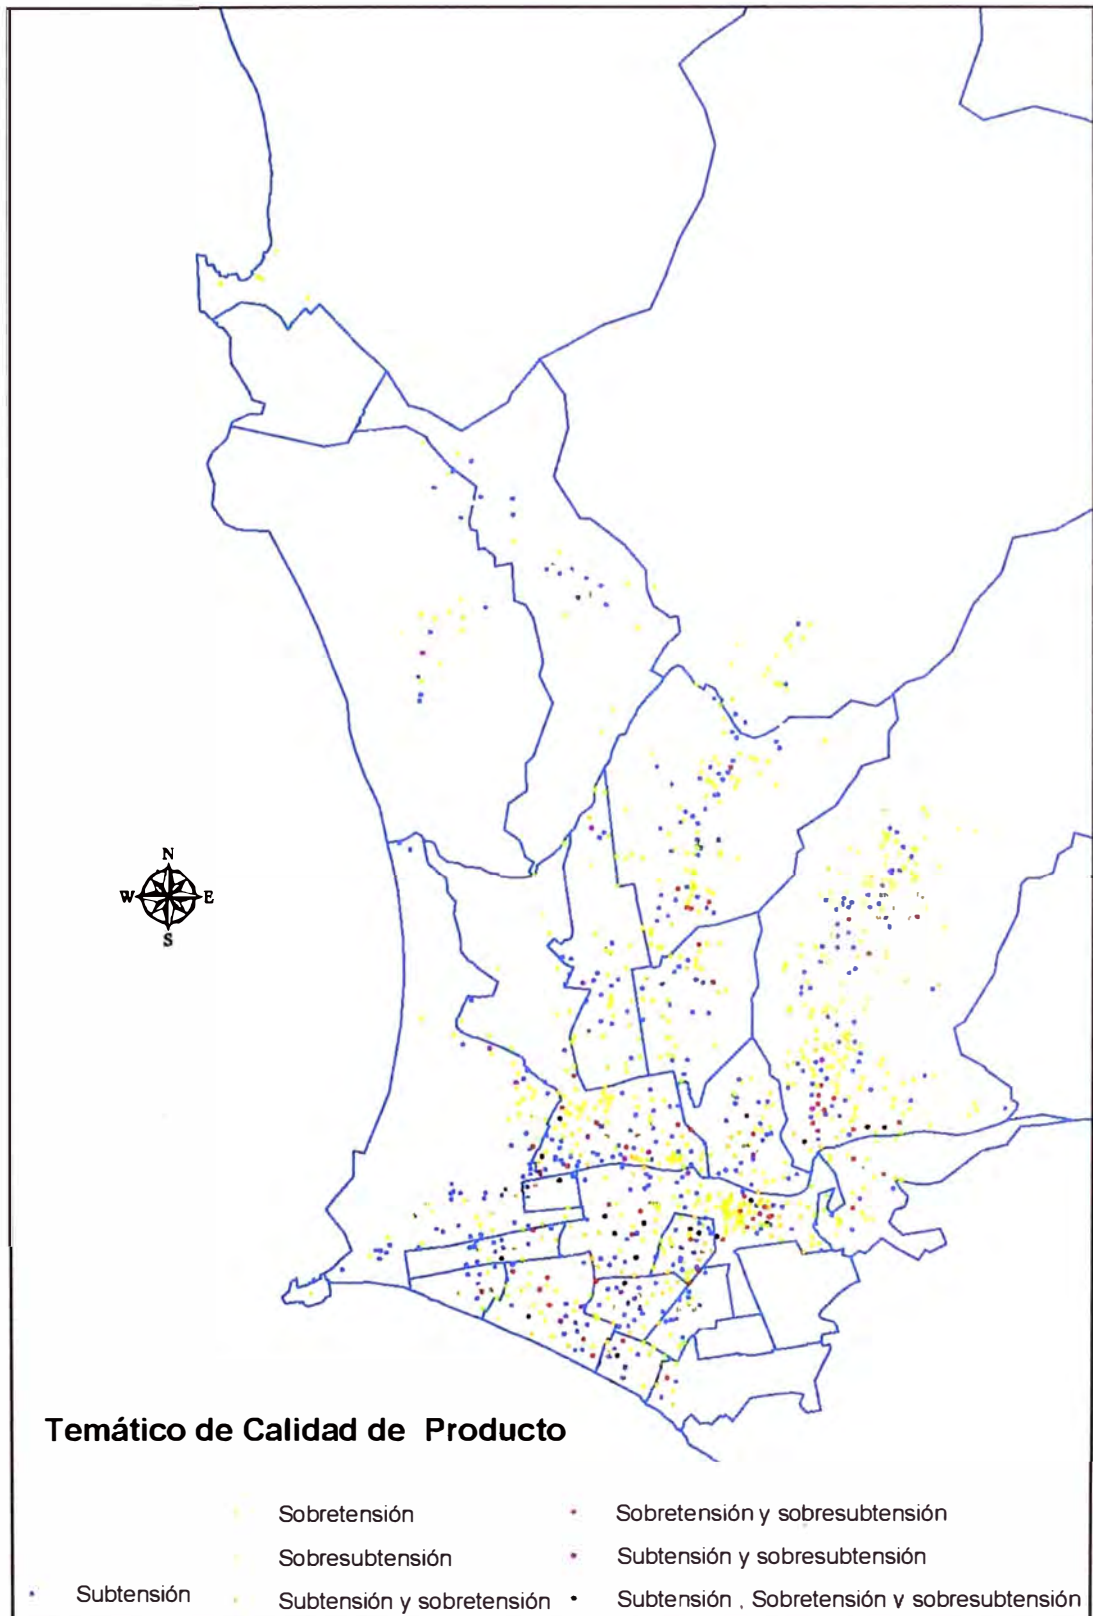 N
W E
S
Temático de Calidad de Producto
Sobretensión
Sobretensión y sobresubtensión
Sobresubtensión
Subtensión y sobresubtensión
Subtensión
Subtensión y sobretensión
Subtensión , Sobretensión y sobresubtensión